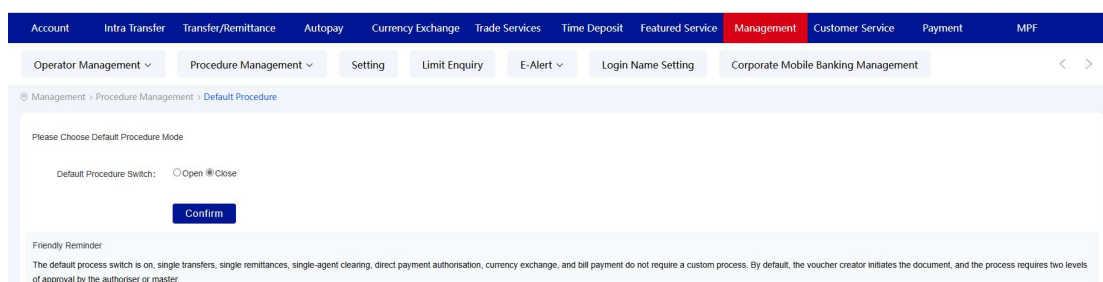 Account Intra Transfer Transfer/Remittance Autopay Currency Exchange Trade Services Time Deposit Featured Service Management Customer Service Payment MPF
Operator Management Procedure Management Setting Limit Enquiry E-Alert Login Name Setting Corporate Mobile Banking Management
Management > Procedure Management > Default Procedure
Please Choose Default Procedure Mode
Default Procedure Switch: Open Close
Confirm
Friendly Reminder
The default process switch is on, single transfers, single remittances, single-agent clearing, direct payment authorisation, currency exchange, and bill payment do not require a custom process. By default, the voucher creator initiates the document, and the process requires two levels
of approval by the authoriser or master.